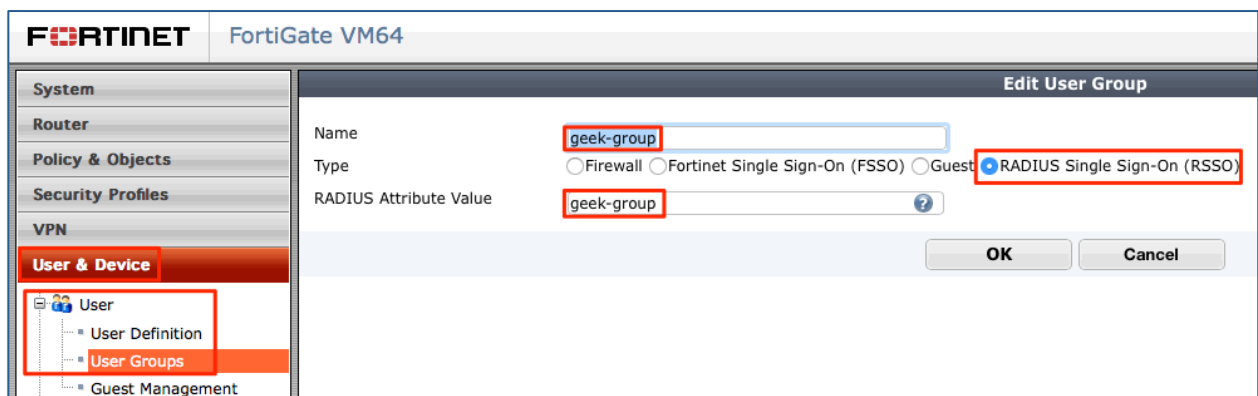 FORTINET FortiGate VM64
System
Router
Policy & Objects
Security Profiles
VPN
User & Device
User
User Definition
User Groups
Guest Management
Edit User Group
Name geek-group
Type Firewall Fortinet Single Sign-On (FSSO) Guest RADIUS Single Sign-On (RSSO)
RADIUS Attribute Value geek-group ?
OK Cancel